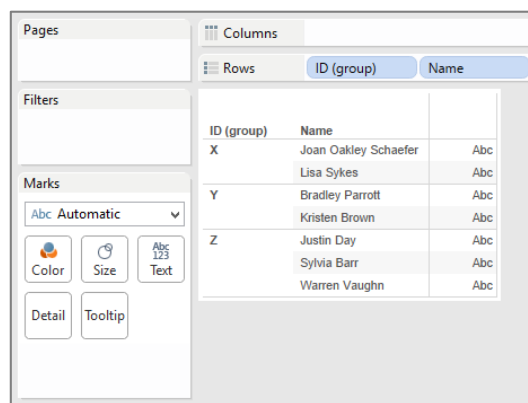 Pages
Columns
Rows ID (group) Name
Filters
ID (group) Name
X Joan Oakley Schaefer Abc
Lisa Sykes Abc
Y Bradley Parrott Abc
Kristen Brown Abc
Z Justin Day Abc
Sylvia Barr Abc
Warren Vaughn Abc
Marks
Abc Automatic
Color Size Abc 123 Text
Detail Tooltip